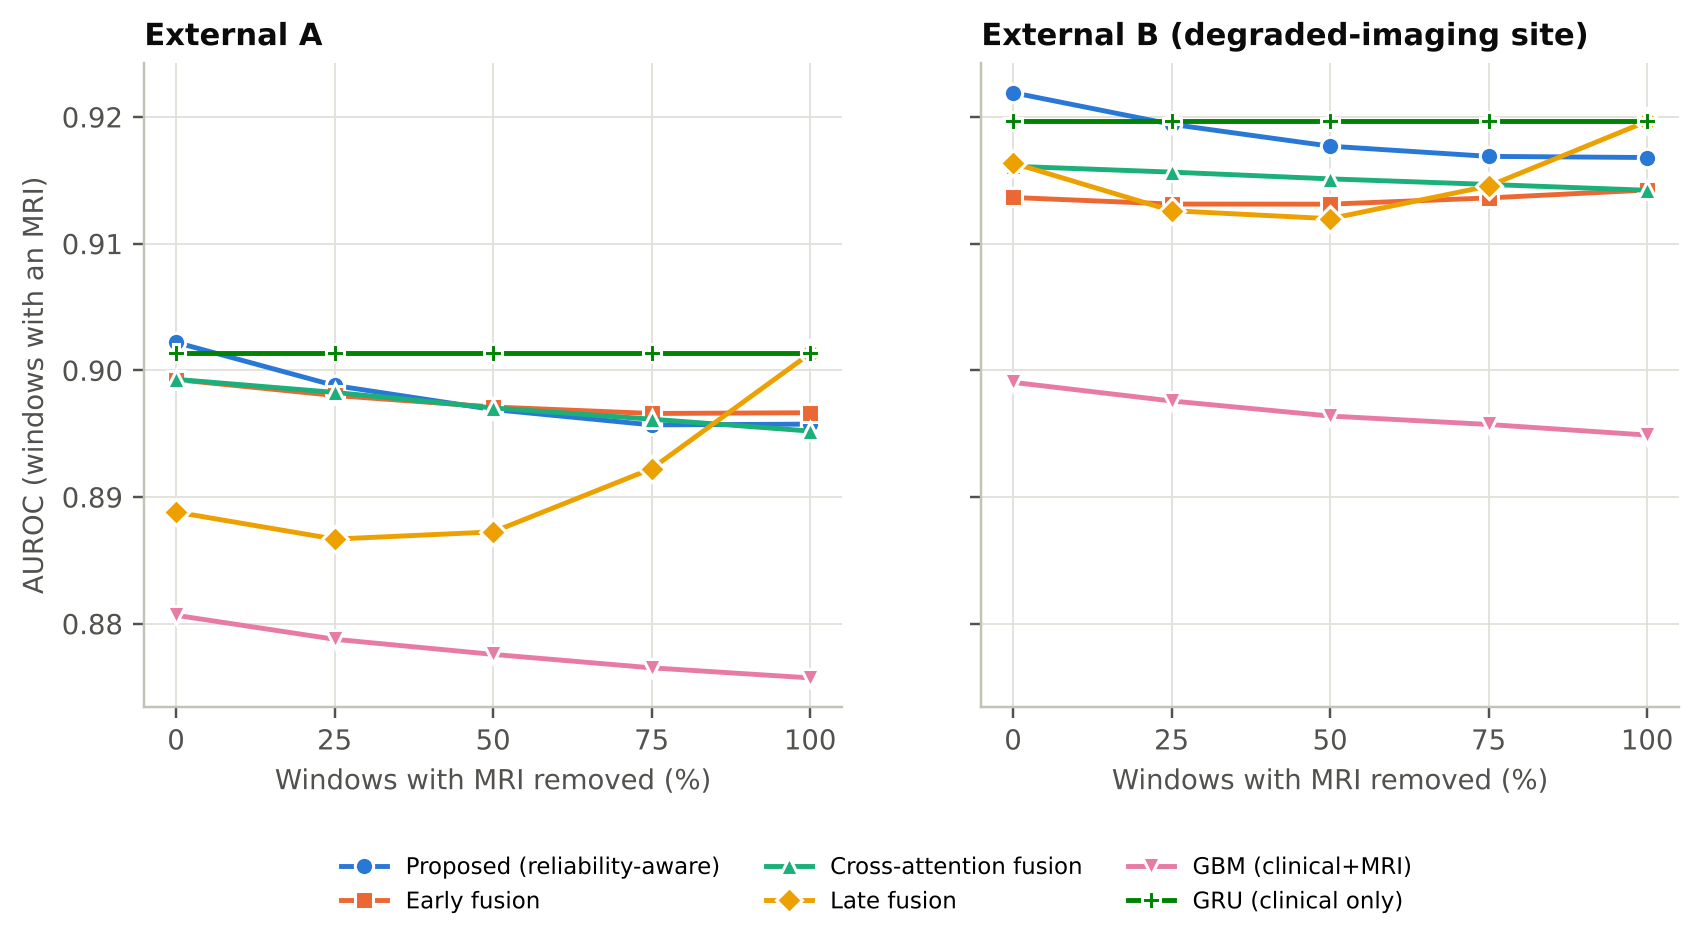 External A
External B (degraded-imaging site)
AUROC (windows with an MRI)
0.92
0.91
0.90
0.89
0.88
0 25 50 75 100
0 25 50 75 100
Windows with MRI removed (%)
Windows with MRI removed (%)
Proposed (reliability-aware) Cross-attention fusion GBM (clinical+MRI)
Early fusion Late fusion GRU (clinical only)